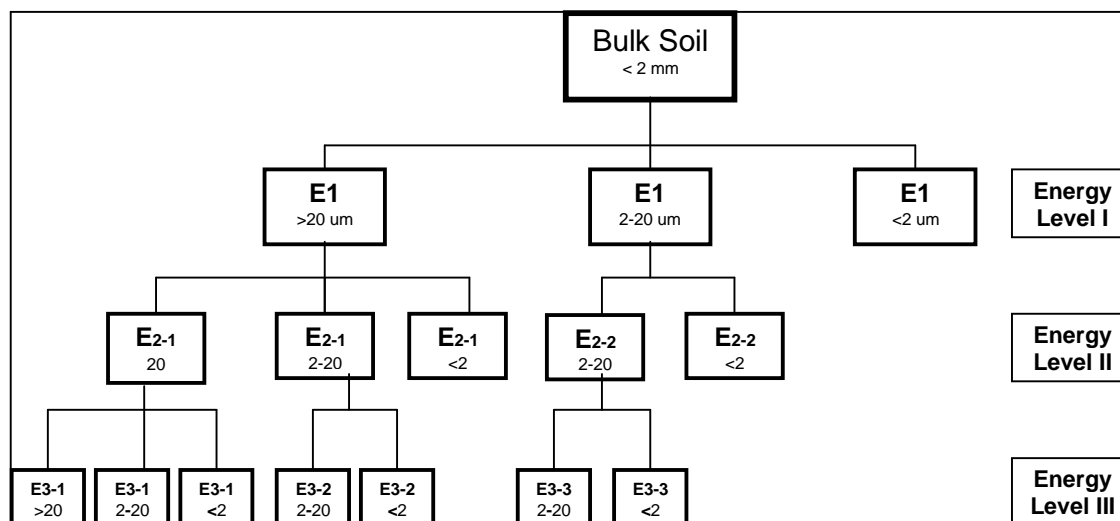 Bulk Soil
< 2 mm
E1
>20 um
E1
2-20 um
E1
<2 um
Energy
Level I
E2-1
20
E2-1
2-20
E2-1
<2
E2-2
2-20
E2-2
<2
Energy
Level II
E3-1
>20
E3-1
2-20
E3-1
<2
E3-2
2-20
E3-2
<2
E3-3
2-20
E3-3
<2
Energy
Level III